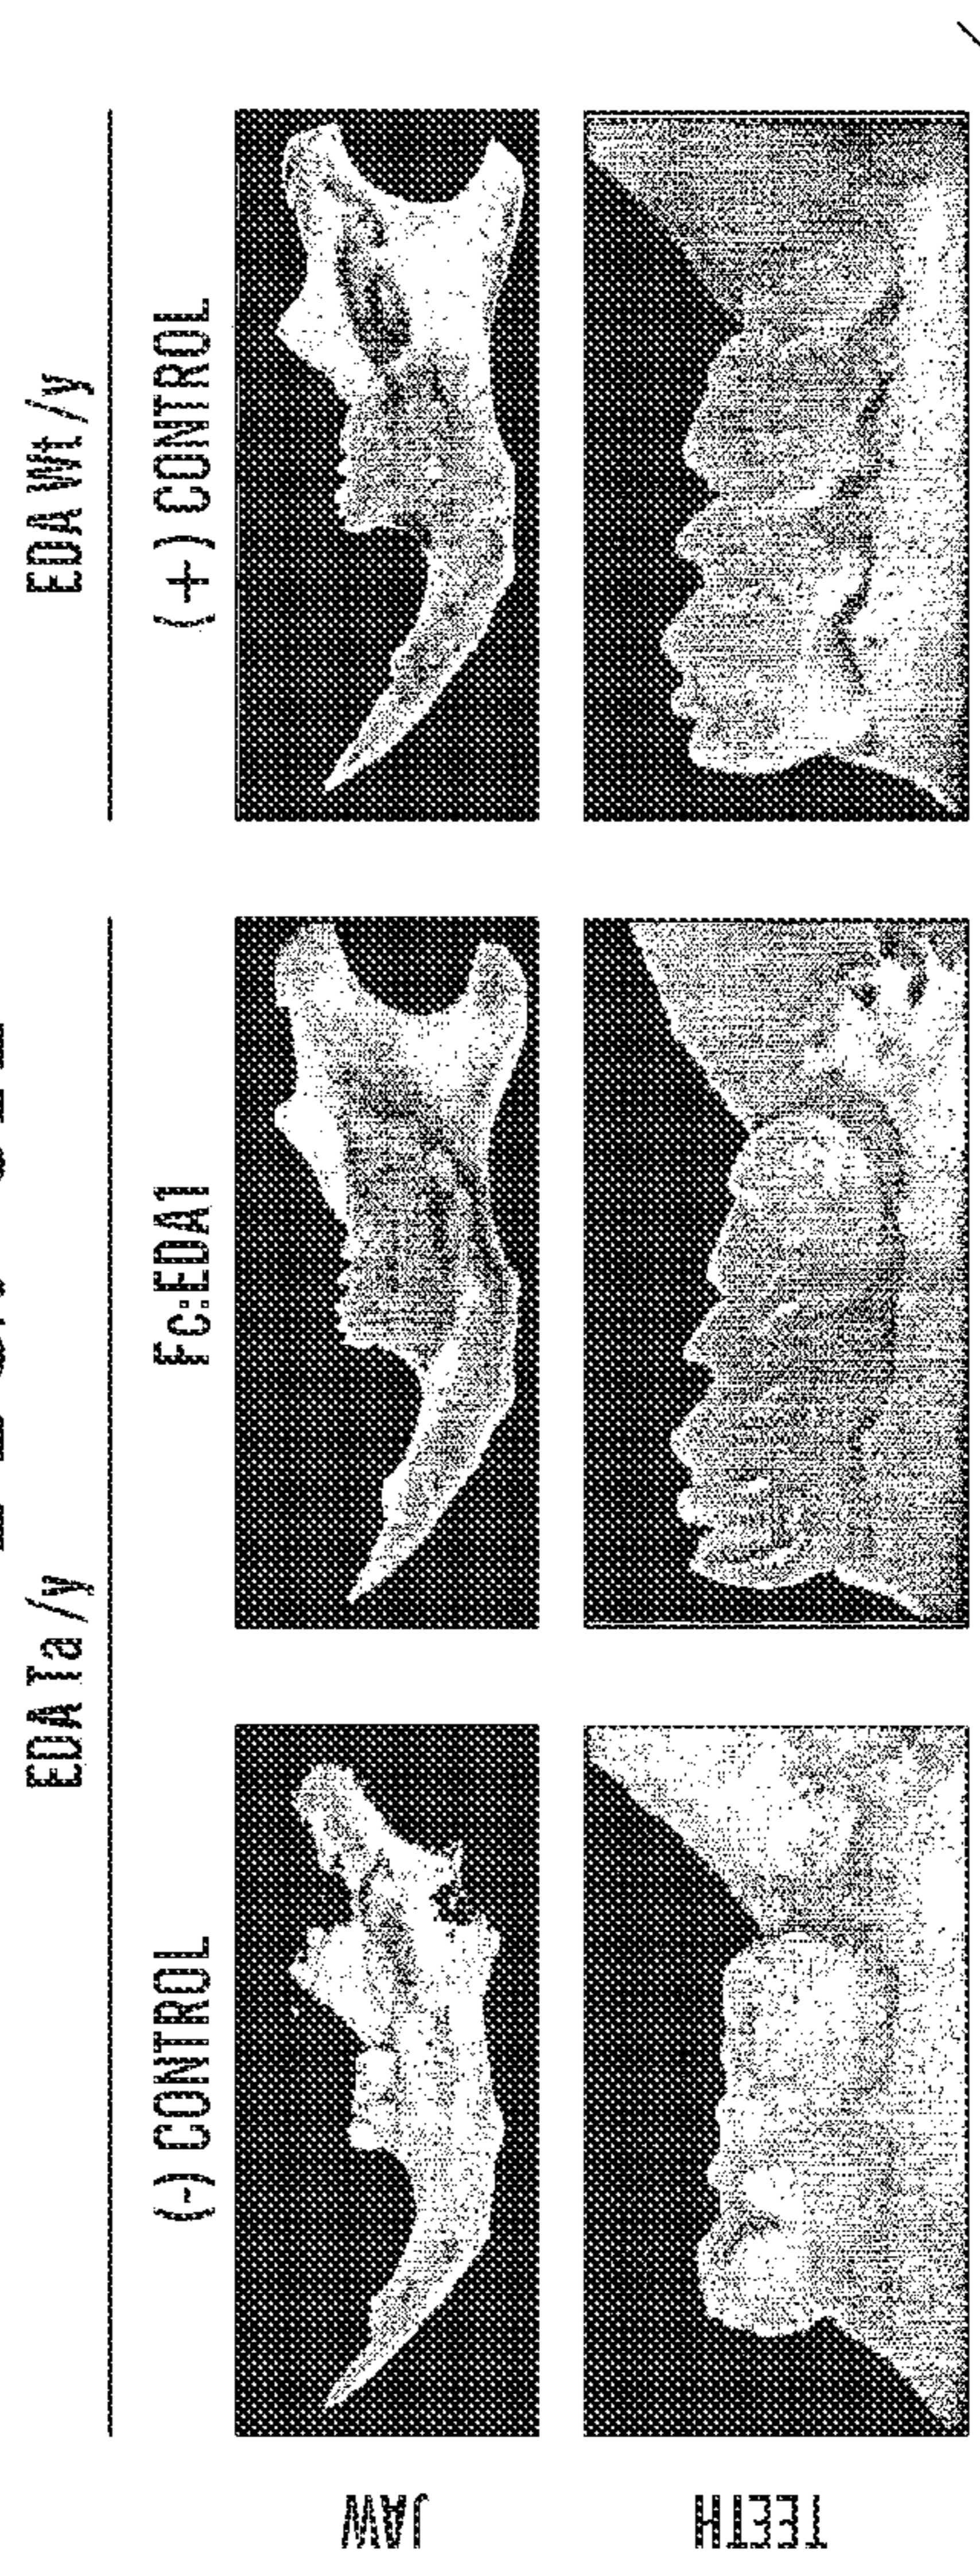 EDA Ta /y
EDA Wt /y
(-) CONTROL
Fc:EDA1
(+) CONTROL
JAW
TEETH